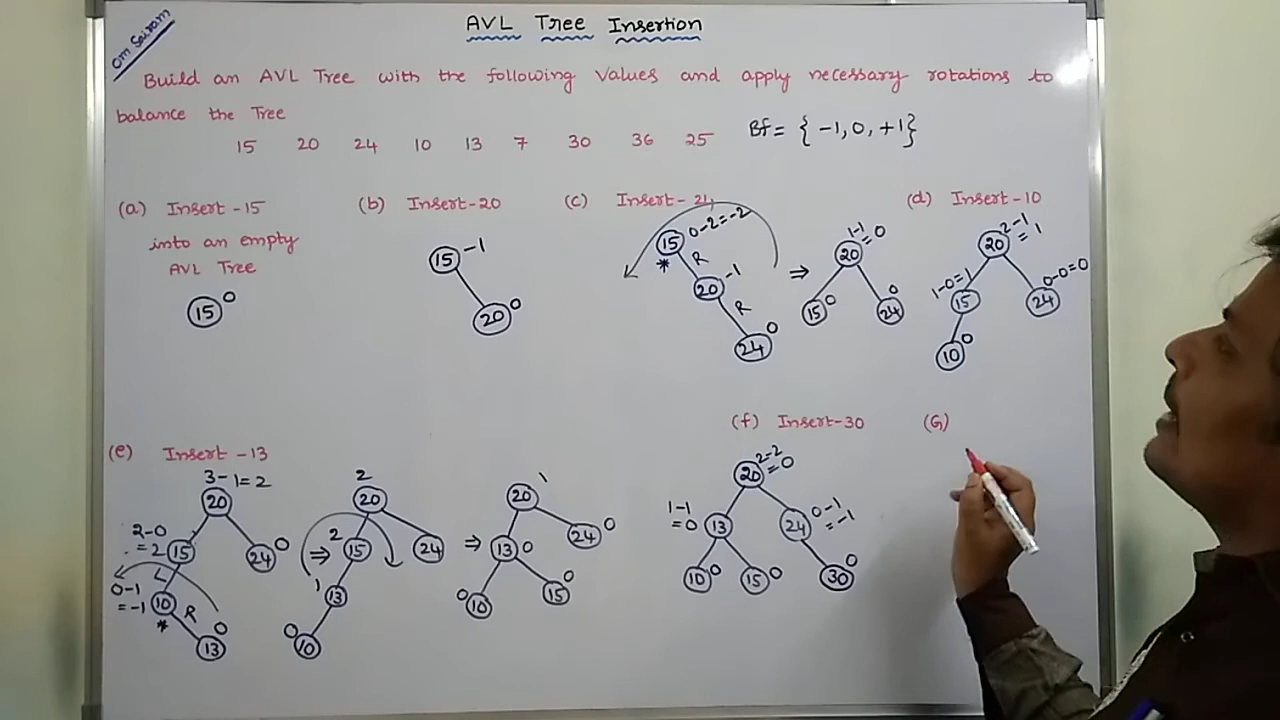 Om Sairam
AVL Tree Insertion
Build an AVL Tree with the following Values and apply necessary rotations to
balance the Tree
15 20 24 10 13 7 30 36 25 Bf = { -1, 0, +1}
(a) Insert -15
into an empty
AVL Tree
15 0
(b) Insert-20
15 -1
20 0
(c) Insert-24
15 0-2=-2
* R
20 -1
R
24 0
⇒
1-1=0
20
15 0 24 0
(d) Insert-10
2-1=1
20
1-0=1 0-0=0
15 24
10 0
(e) Insert -13
3-1=2
20
2-0=2 15 24 0
L
0-1=-1 10 R
* 13 0
2
20
⇒ 2 15 24
1 13
0 10
⇒
20 1
13 0 24 0
0 10 15 0
(f) Insert-30
2-2=0
20
1-1=0 13 24 0-1=-1
10 0 15 0 30 0
(G)